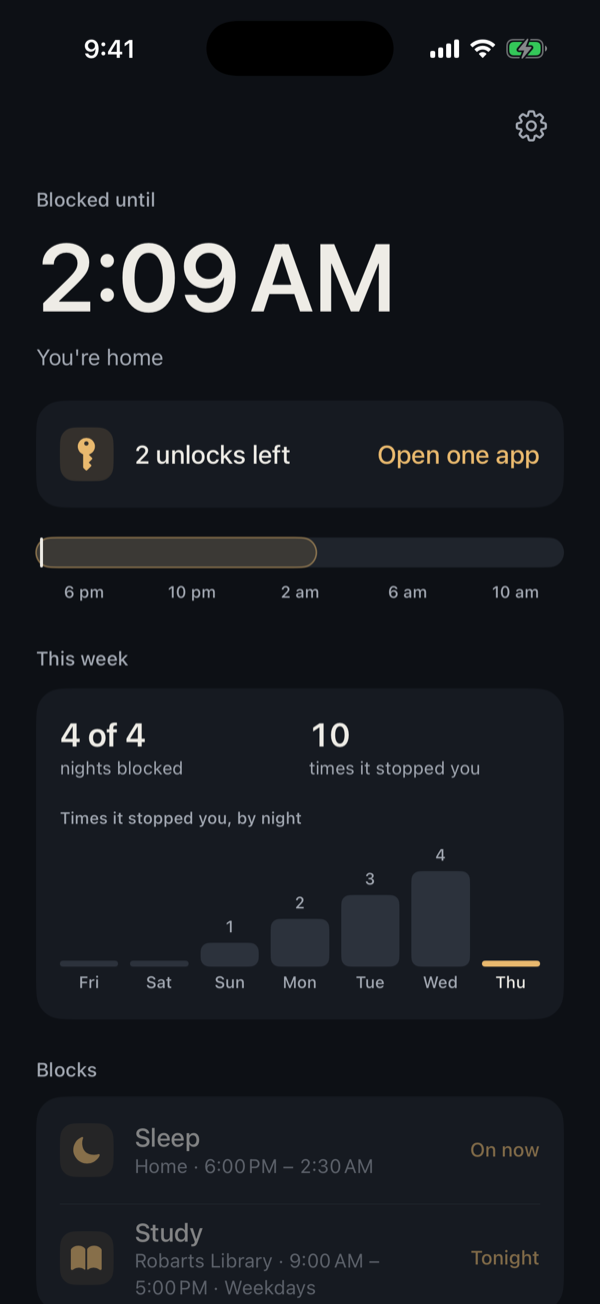 9:41
Blocked until
2:09 AM
You're home
2 unlocks left
Open one app
6 pm
10 pm
2 am
6 am
10 am
This week
4 of 4
nights blocked
10
times it stopped you
Times it stopped you, by night
1
2
3
4
Fri
Sat
Sun
Mon
Tue
Wed
Thu
Blocks
Sleep
Home · 6:00 PM – 2:30 AM
On now
Study
Robarts Library · 9:00 AM –
5:00 PM · Weekdays
Tonight